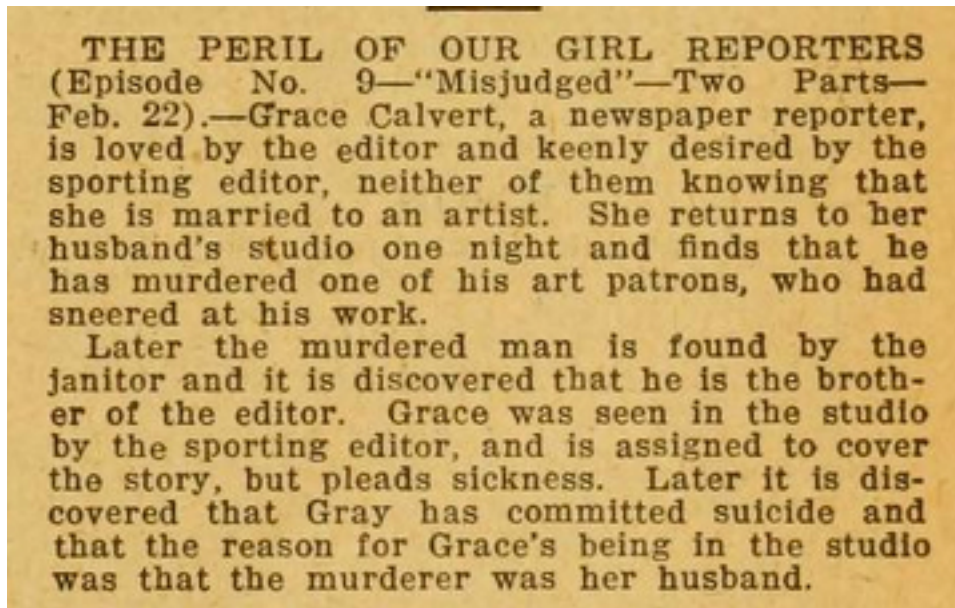 THE PERIL OF OUR GIRL REPORTERS
(Episode No. 9—“Misjudged”—Two Parts—
Feb. 22).—Grace Calvert, a newspaper reporter,
is loved by the editor and keenly desired by the
sporting editor, neither of them knowing that
she is married to an artist. She returns to her
husband's studio one night and finds that he
has murdered one of his art patrons, who had
sneered at his work.
Later the murdered man is found by the
janitor and it is discovered that he is the broth-
er of the editor. Grace was seen in the studio
by the sporting editor, and is assigned to cover
the story, but pleads sickness. Later it is dis-
covered that Gray has committed suicide and
that the reason for Grace's being in the studio
was that the murderer was her husband.